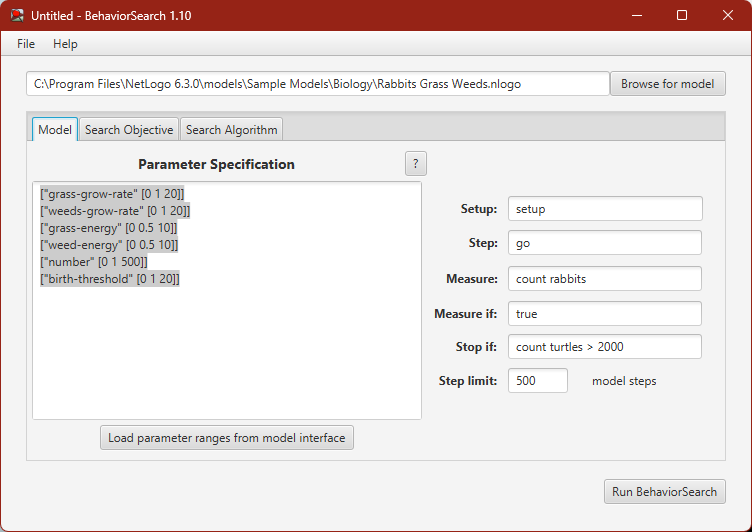 Untitled - BehaviorSearch 1.10
File Help
C:\Program Files\NetLogo 6.3.0\models\Sample Models\Biology\Rabbits Grass Weeds.nlogo Browse for model
Model Search Objective Search Algorithm
Parameter Specification ?
["grass-grow-rate" [0 1 20]]
["weeds-grow-rate" [0 1 20]]
["grass-energy" [0 0.5 10]]
["weed-energy" [0 0.5 10]]
["number" [0 1 500]]
["birth-threshold" [0 1 20]]
Load parameter ranges from model interface
Setup: setup
Step: go
Measure: count rabbits
Measure if: true
Stop if: count turtles > 2000
Step limit: 500 model steps
Run BehaviorSearch